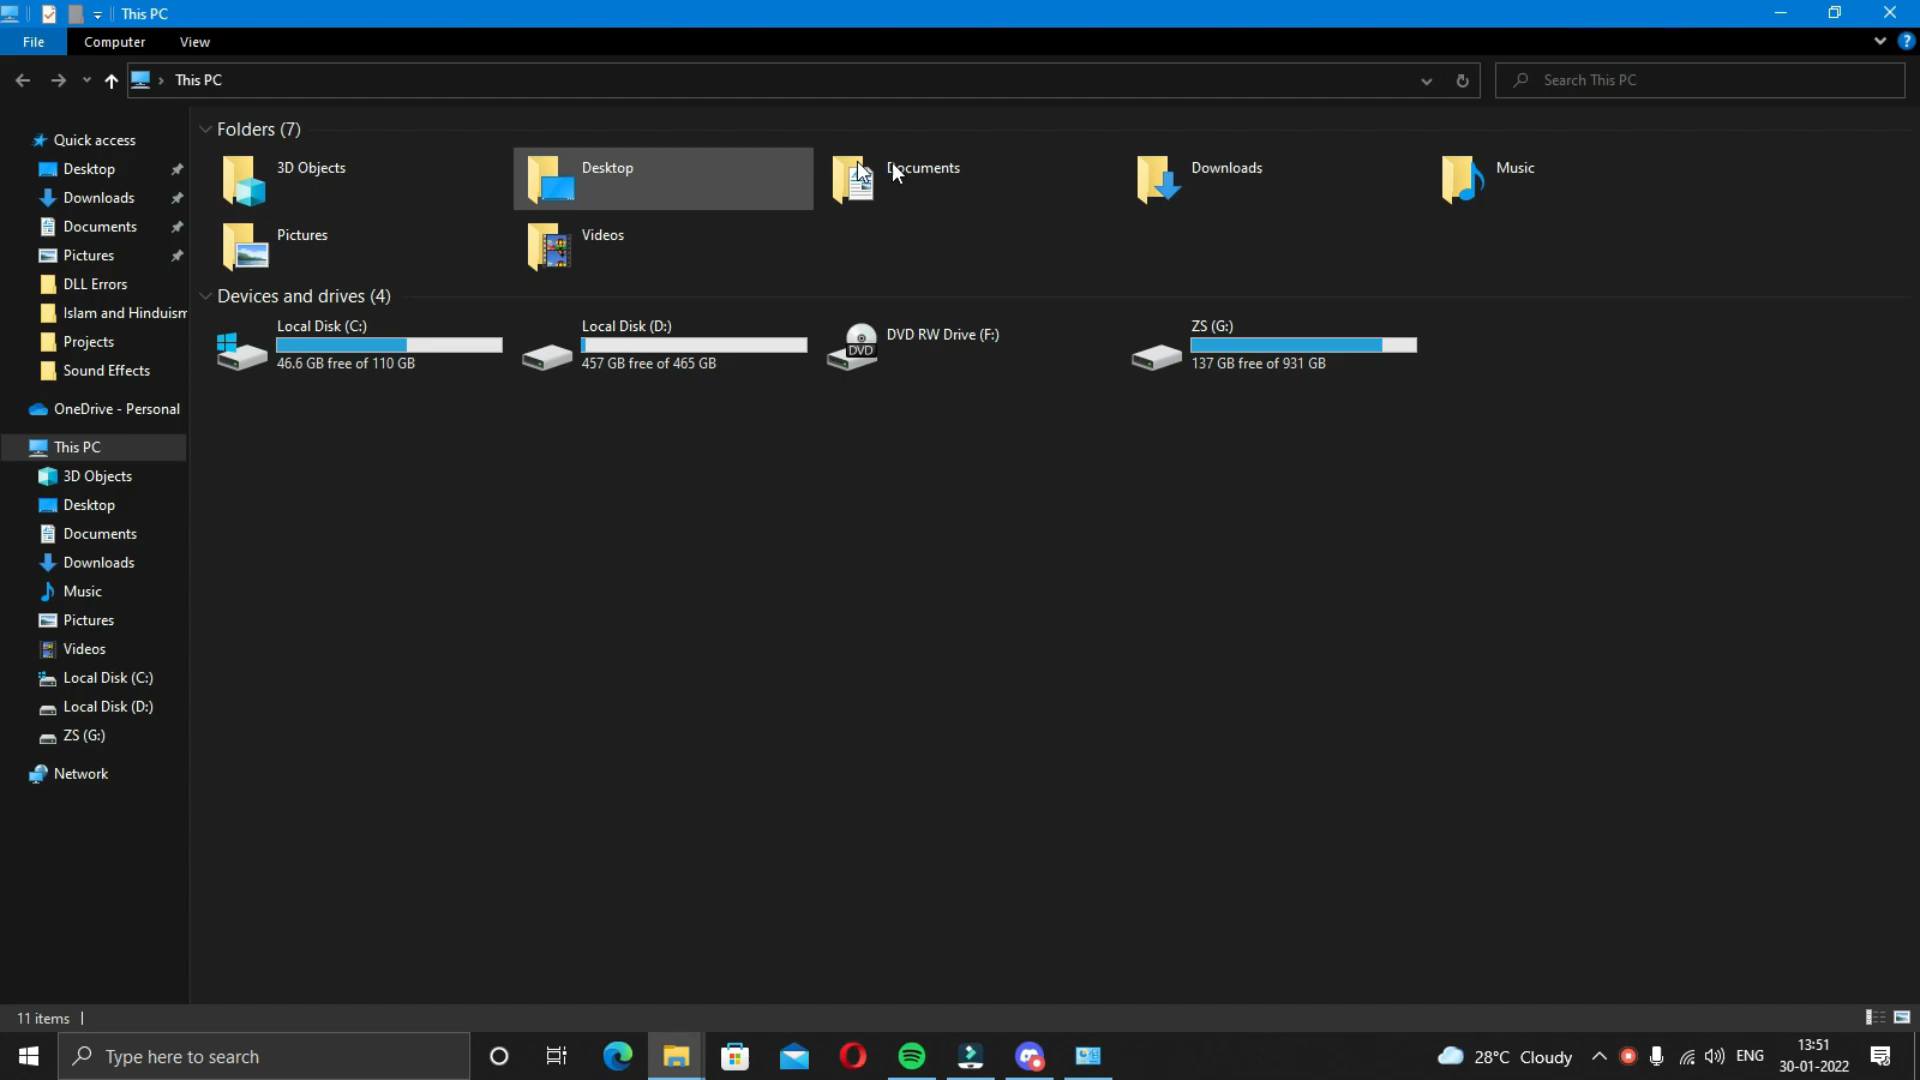 This PC
File Computer View
This PC
Search This PC
Quick access
Desktop
Downloads
Documents
Pictures
DLL Errors
Islam and Hinduism
Projects
Sound Effects
OneDrive - Personal
This PC
3D Objects
Desktop
Documents
Downloads
Music
Pictures
Videos
Local Disk (C:)
Local Disk (D:)
ZS (G:)
Network
Folders (7)
3D Objects
Desktop
Documents
Downloads
Music
Pictures
Videos
Devices and drives (4)
Local Disk (C:)
46.6 GB free of 110 GB
Local Disk (D:)
457 GB free of 465 GB
DVD
DVD RW Drive (F:)
ZS (G:)
137 GB free of 931 GB
11 items
Type here to search
28°C Cloudy
ENG
13:51
30-01-2022